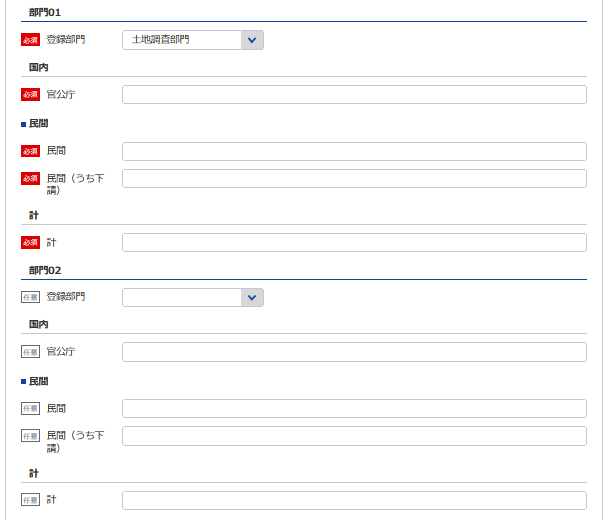 部門01
必須 登録部門 土地調査部門
国内
必須 官公庁
民間
必須 民間
必須 民間（うち下
請）
計
必須 計
部門02
任意 登録部門
国内
任意 官公庁
民間
任意 民間
任意 民間（うち下
請）
計
任意 計